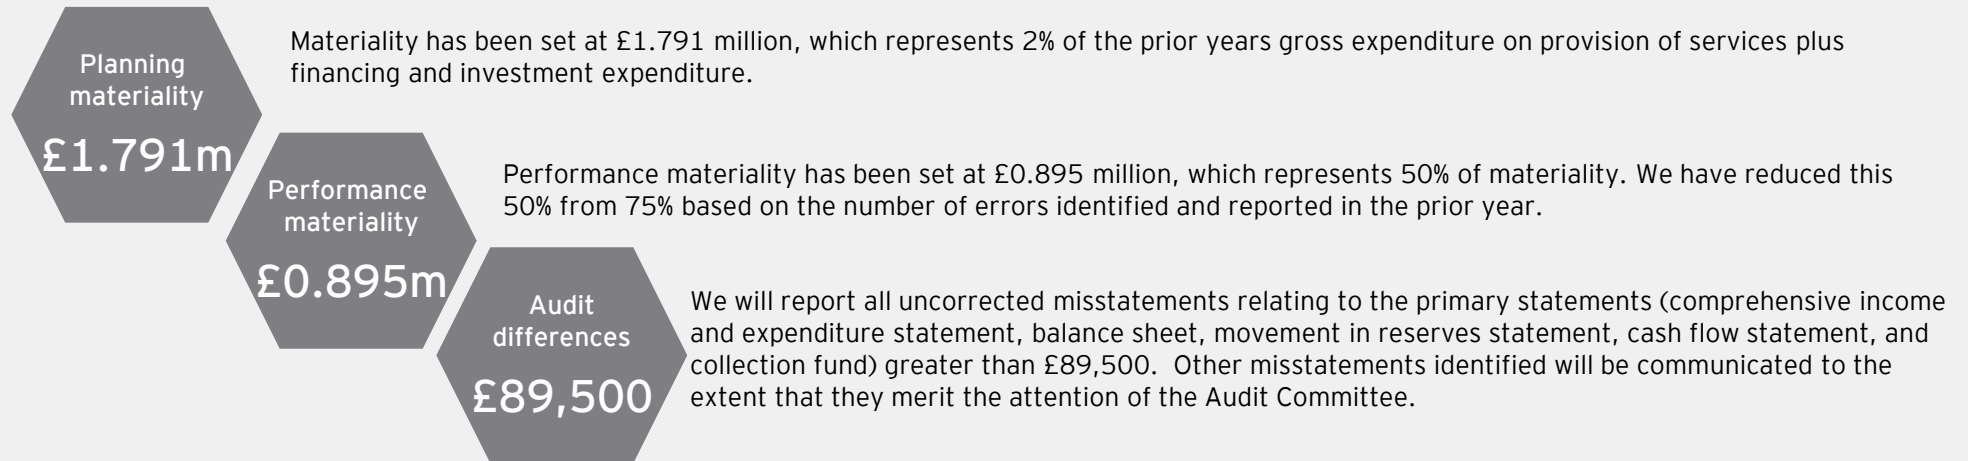 Planning
materiality
£1.791m
Materiality has been set at £1.791 million, which represents 2% of the prior years gross expenditure on provision of services plus
financing and investment expenditure.
Performance
materiality
£0.895m
Performance materiality has been set at £0.895 million, which represents 50% of materiality. We have reduced this
50% from 75% based on the number of errors identified and reported in the prior year.
Audit
differences
£89,500
We will report all uncorrected misstatements relating to the primary statements (comprehensive income
and expenditure statement, balance sheet, movement in reserves statement, cash flow statement, and
collection fund) greater than £89,500.  Other misstatements identified will be communicated to the
extent that they merit the attention of the Audit Committee.